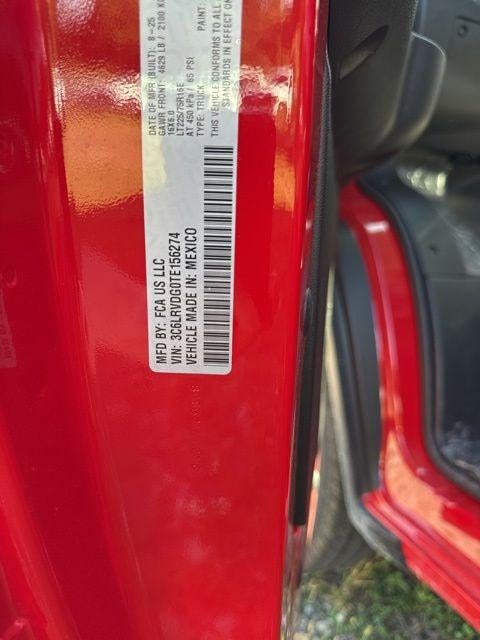 MFD BY: FCA US LLC
DATE OF MFR (BUILT): 8-25
GAWR FRONT: 4629 LB / 2100 KG
16X6.0
LT225/75R16E
AT 450 kPa / 65 PSI
TYPE: TRUCK
PAINT:
THIS VEHICLE CONFORMS TO ALL
STANDARDS IN EFFECT ON
VIN: 3C6LRVDG0TE156274
VEHICLE MADE IN: MEXICO